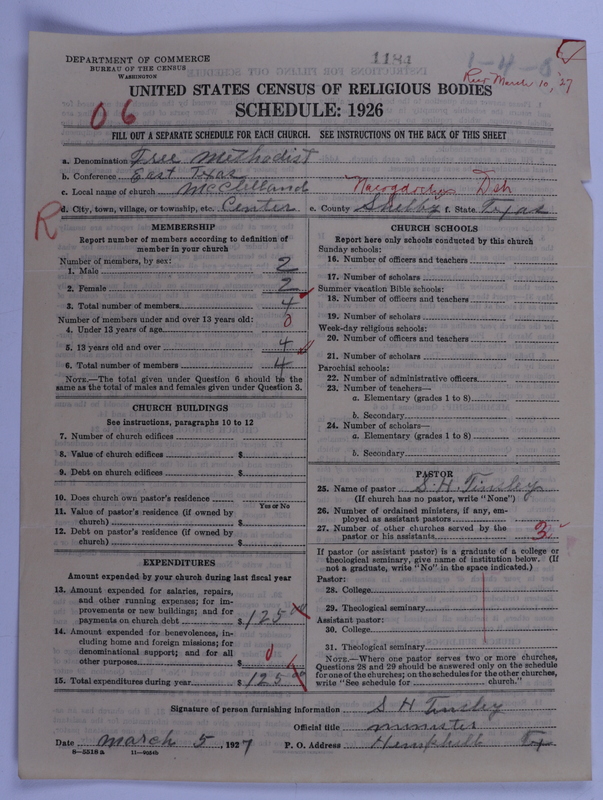 DEPARTMENT OF COMMERCE
BUREAU OF THE CENSUS
WASHINGTON
1181
1-4-8
Rec'd March 10, '27
UNITED STATES CENSUS OF RELIGIOUS BODIES
SCHEDULE: 1926
06
FILL OUT A SEPARATE SCHEDULE FOR EACH CHURCH. SEE INSTRUCTIONS ON THE BACK OF THIS SHEET
a. Denomination Free Methodist
b. Conference East Texas
c. Local name of church McClelland Nacogdoches Dist
R
d. City, town, village, or township, etc. Center e. County Shelby f. State Texas
MEMBERSHIP
Report number of members according to definition of member in your church
Number of members, by sex:
1. Male 2
2. Female 2
3. Total number of members 4
Number of members under and over 13 years old: 0
4. Under 13 years of age
5. 13 years old and over 4
6. Total number of members 4
NOTE.—The total given under Question 6 should be the same as the total of males and females given under Question 3.
CHURCH BUILDINGS
See instructions, paragraphs 10 to 12
7. Number of church edifices
8. Value of church edifices $
9. Debt on church edifices $
10. Does church own pastor's residence
Yes or No
11. Value of pastor's residence (if owned by church) $
12. Debt on pastor's residence (if owned by church) $
EXPENDITURES
Amount expended by your church during last fiscal year
13. Amount expended for salaries, repairs, and other running expenses; for improvements or new buildings; and for payments on church debt $ 125 00
14. Amount expended for benevolences, including home and foreign missions; for denominational support; and for all other purposes $ 0
15. Total expenditures during year $ 125 00
CHURCH SCHOOLS
Report here only schools conducted by this church
Sunday schools:
16. Number of officers and teachers
17. Number of scholars
Summer vacation Bible schools:
18. Number of officers and teachers
19. Number of scholars
Week-day religious schools:
20. Number of officers and teachers
21. Number of scholars
Parochial schools:
22. Number of administrative officers
23. Number of teachers—
a. Elementary (grades 1 to 8)
b. Secondary
24. Number of scholars—
a. Elementary (grades 1 to 8)
b. Secondary
PASTOR
25. Name of pastor S. H. Tinsley
(If church has no pastor, write "None")
26. Number of ordained ministers, if any, employed as assistant pastors
27. Number of other churches served by the pastor or his assistants 3
If pastor (or assistant pastor) is a graduate of a college or theological seminary, give name of institution below. (If not a graduate, write "No" in the space indicated.)
Pastor:
28. College
29. Theological seminary
Assistant pastor:
30. College
31. Theological seminary
NOTE.—Where one pastor serves two or more churches, Questions 28 and 29 should be answered only on the schedule for one of the churches; on the schedules for the other churches, write "See schedule for church."
Signature of person furnishing information S H Tinsley
Official title minister
Date march 5, 1927 P. O. Address Hemphill Tex
8—5518a 11—9264b